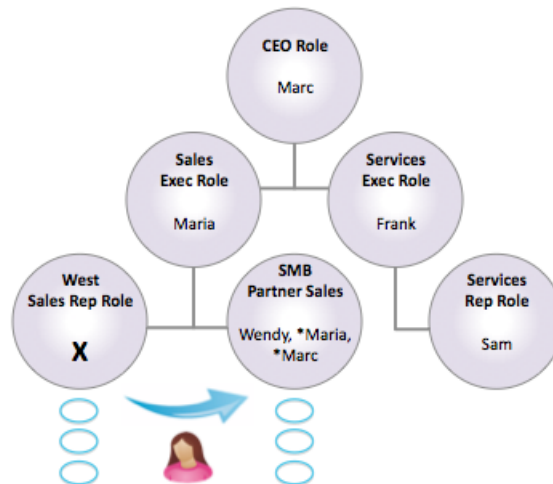 CEO Role
Marc
Sales
Exec Role
Maria
Services
Exec Role
Frank
West
Sales Rep Role
X
SMB
Partner Sales
Wendy, *Maria,
*Marc
Services
Rep Role
Sam